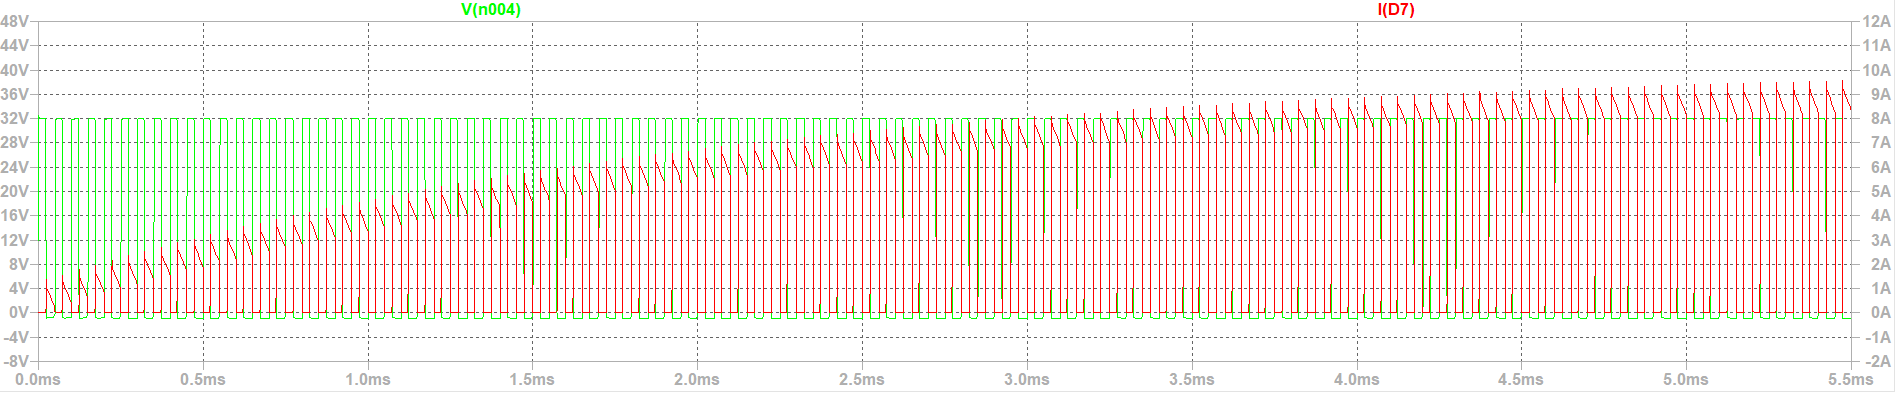 V(n004) I(D7)
48V 12A
44V 11A
40V 10A
36V 9A
32V 8A
28V 7A
24V 6A
20V 5A
16V 4A
12V 3A
8V 2A
4V 1A
0V 0A
-4V -1A
-8V -2A
0.0ms 0.5ms 1.0ms 1.5ms 2.0ms 2.5ms 3.0ms 3.5ms 4.0ms 4.5ms 5.0ms 5.5ms